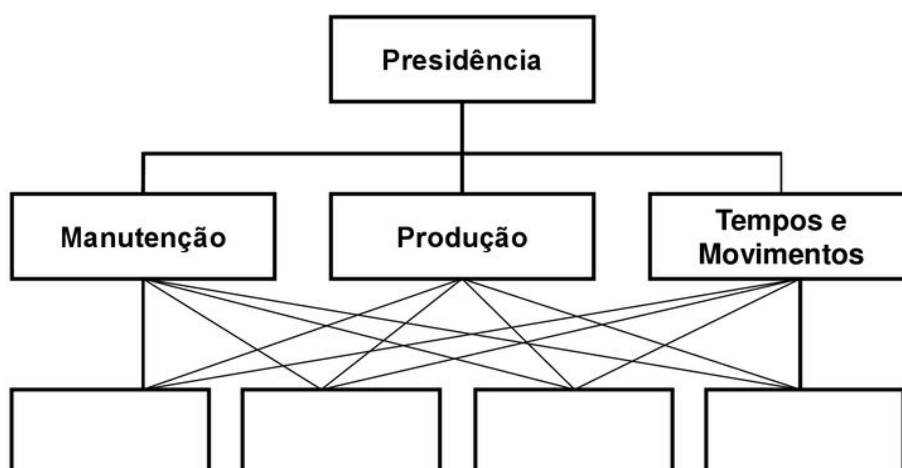 Presidência
Manutenção
Produção
Tempos e
Movimentos